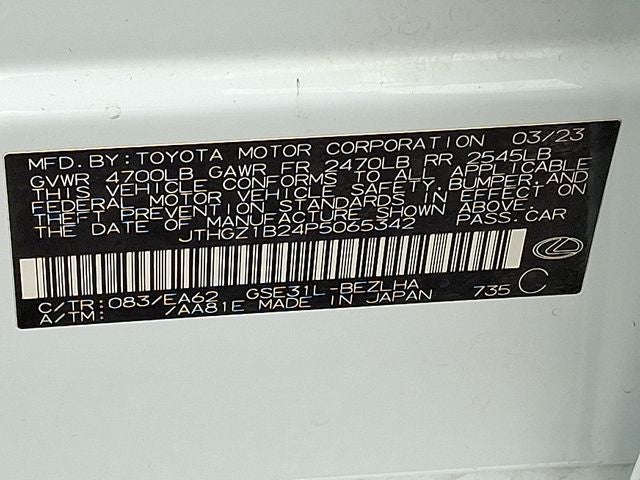 MFD. BY: TOYOTA MOTOR CORPORATION 03/23
GVWR 4700LB GAWR FR 2470LB RR 2545LB
THIS VEHICLE CONFORMS TO ALL APPLICABLE
FEDERAL MOTOR VEHICLE SAFETY, BUMPER, AND
THEFT PREVENTION STANDARDS IN EFFECT ON
THE DATE OF MANUFACTURE SHOWN ABOVE.
JTHGZ1B24P5065342 PASS. CAR
C/TR: 083/EA62 GSE31L-BEZLHA
A/TM: 7AA81E MADE IN JAPAN 735 C